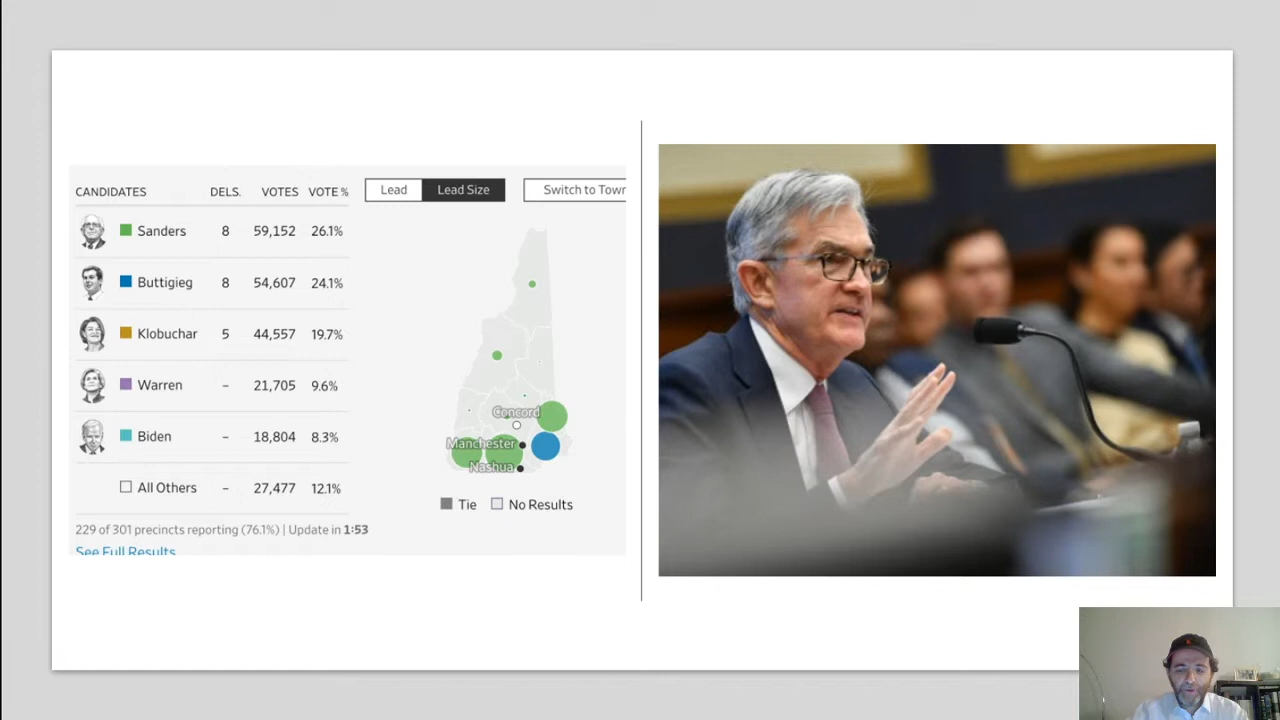 CANDIDATES DELS. VOTES VOTE %
Sanders 8 59,152 26.1%
Buttigieg 8 54,607 24.1%
Klobuchar 5 44,557 19.7%
Warren – 21,705 9.6%
Biden – 18,804 8.3%
All Others – 27,477 12.1%
229 of 301 precincts reporting (76.1%) | Update in 1:53
See Full Results
Lead Lead Size Switch to Town
Concord
Manchester
Nashua
Tie No Results